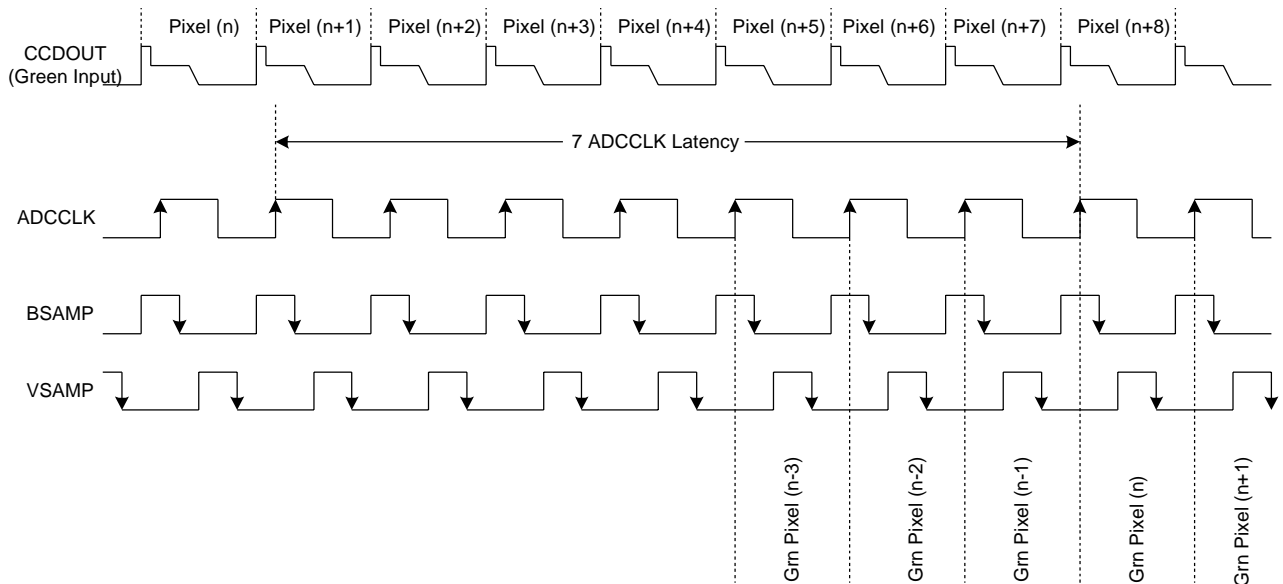 Pixel (n)
Pixel (n+1)
Pixel (n+2)
Pixel (n+3)
Pixel (n+4)
Pixel (n+5)
Pixel (n+6)
Pixel (n+7)
Pixel (n+8)
CCDOUT
(Green Input)
7 ADCCLK Latency
ADCCLK
BSAMP
VSAMP
Grn Pixel (n-3)
Grn Pixel (n-2)
Grn Pixel (n-1)
Grn Pixel (n)
Grn Pixel (n+1)